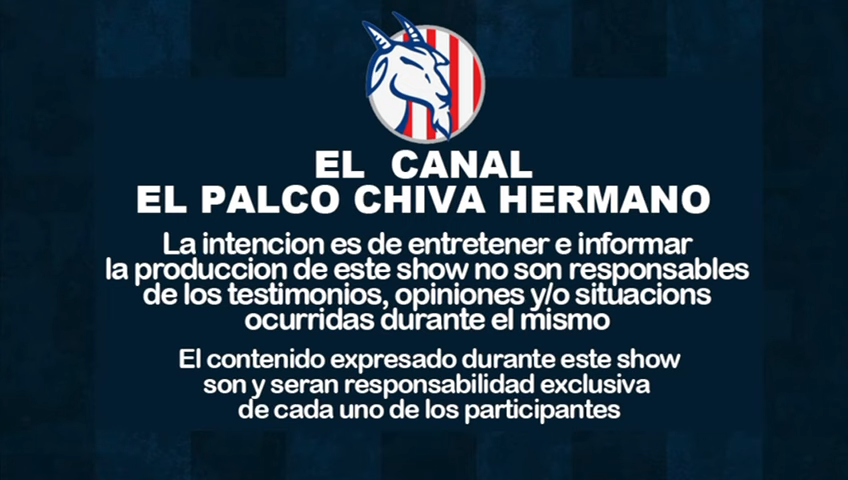 EL CANAL
EL PALCO CHIVA HERMANO
La intencion es de entretener e informar
la produccion de este show no son responsables
de los testimonios, opiniones y/o situacions
ocurridas durante el mismo
El contenido expresado durante este show
son y seran responsabilidad exclusiva
de cada uno de los participantes